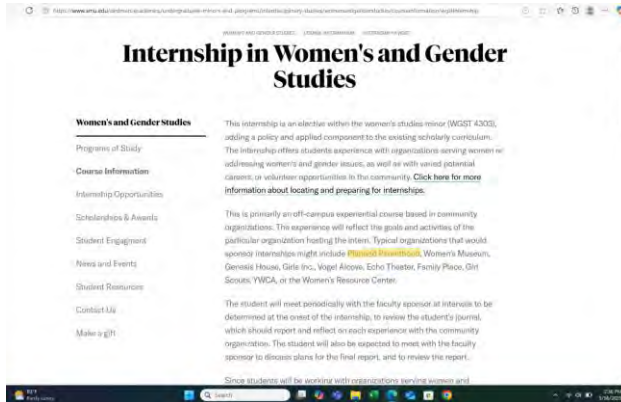 WOMEN'S AND GENDER STUDIES COURSE INFORMATION
Internship in Women's and Gender
Studies
Women's and Gender Studies
Programs of Study
Course Information
Internship Opportunities
Scholarships & Awards
Student Engagment
News and Events
Student Resources
Contact Us
Make a gift
This internship is an elective within the women's studies minor (WGST 4303),
adding a policy and applied component to the existing scholarly curriculum.
The internship offers students experience with organizations serving women or
addressing women's and gender issues, as well as with varied potential
careers, or volunteer opportunities in the community. Click here for more
information about locating and preparing for internships.
This is primarily an off-campus experiential course based in community
organizations. The experience will reflect the goals and activities of the
particular organization hosting the intern. Typical organizations that would
sponsor internships might include Planned Parenthood, Women's Museum,
Genesis House, Girls Inc., Vogel Alcove, Echo Theater, Family Place, Girl
Scouts, YWCA, or the Women's Resource Center.
The student will meet periodically with the faculty sponsor at intervals to be
determined at the onset of the internship, to review the student's journal,
which should report and reflect on each experience with the community
organization. The student will also be expected to meet with the faculty
sponsor to discuss plans for the final report, and to review the report.
Since students will be working with organizations serving women and
Search